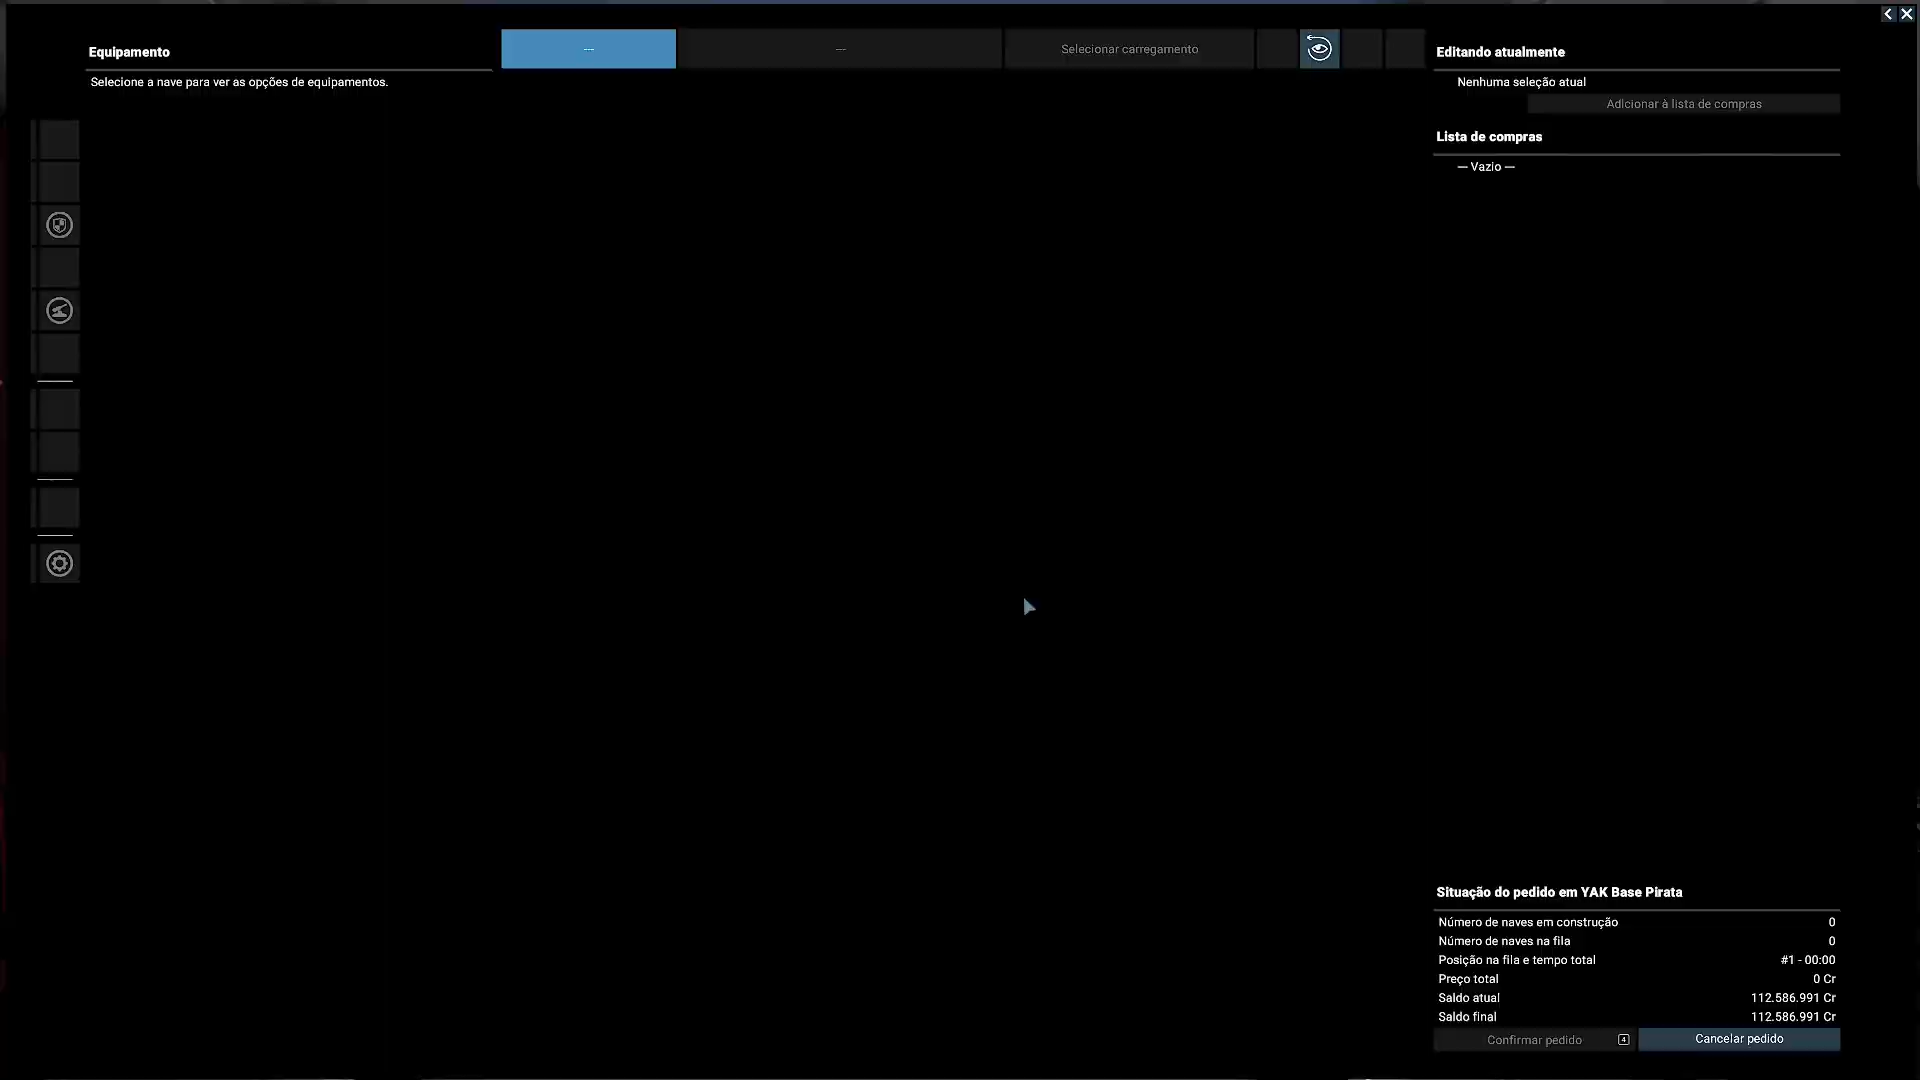 Equipamento
Selecione a nave para ver as opções de equipamentos.
---
---
Selecionar carregamento
Editando atualmente
Nenhuma seleção atual
Adicionar à lista de compras
Lista de compras
— Vazio —
Situação do pedido em YAK Base Pirata
Número de naves em construção 0
Número de naves na fila 0
Posição na fila e tempo total #1 - 00:00
Preço total 0 Cr
Saldo atual 112.586.991 Cr
Saldo final 112.586.991 Cr
Confirmar pedido 4
Cancelar pedido